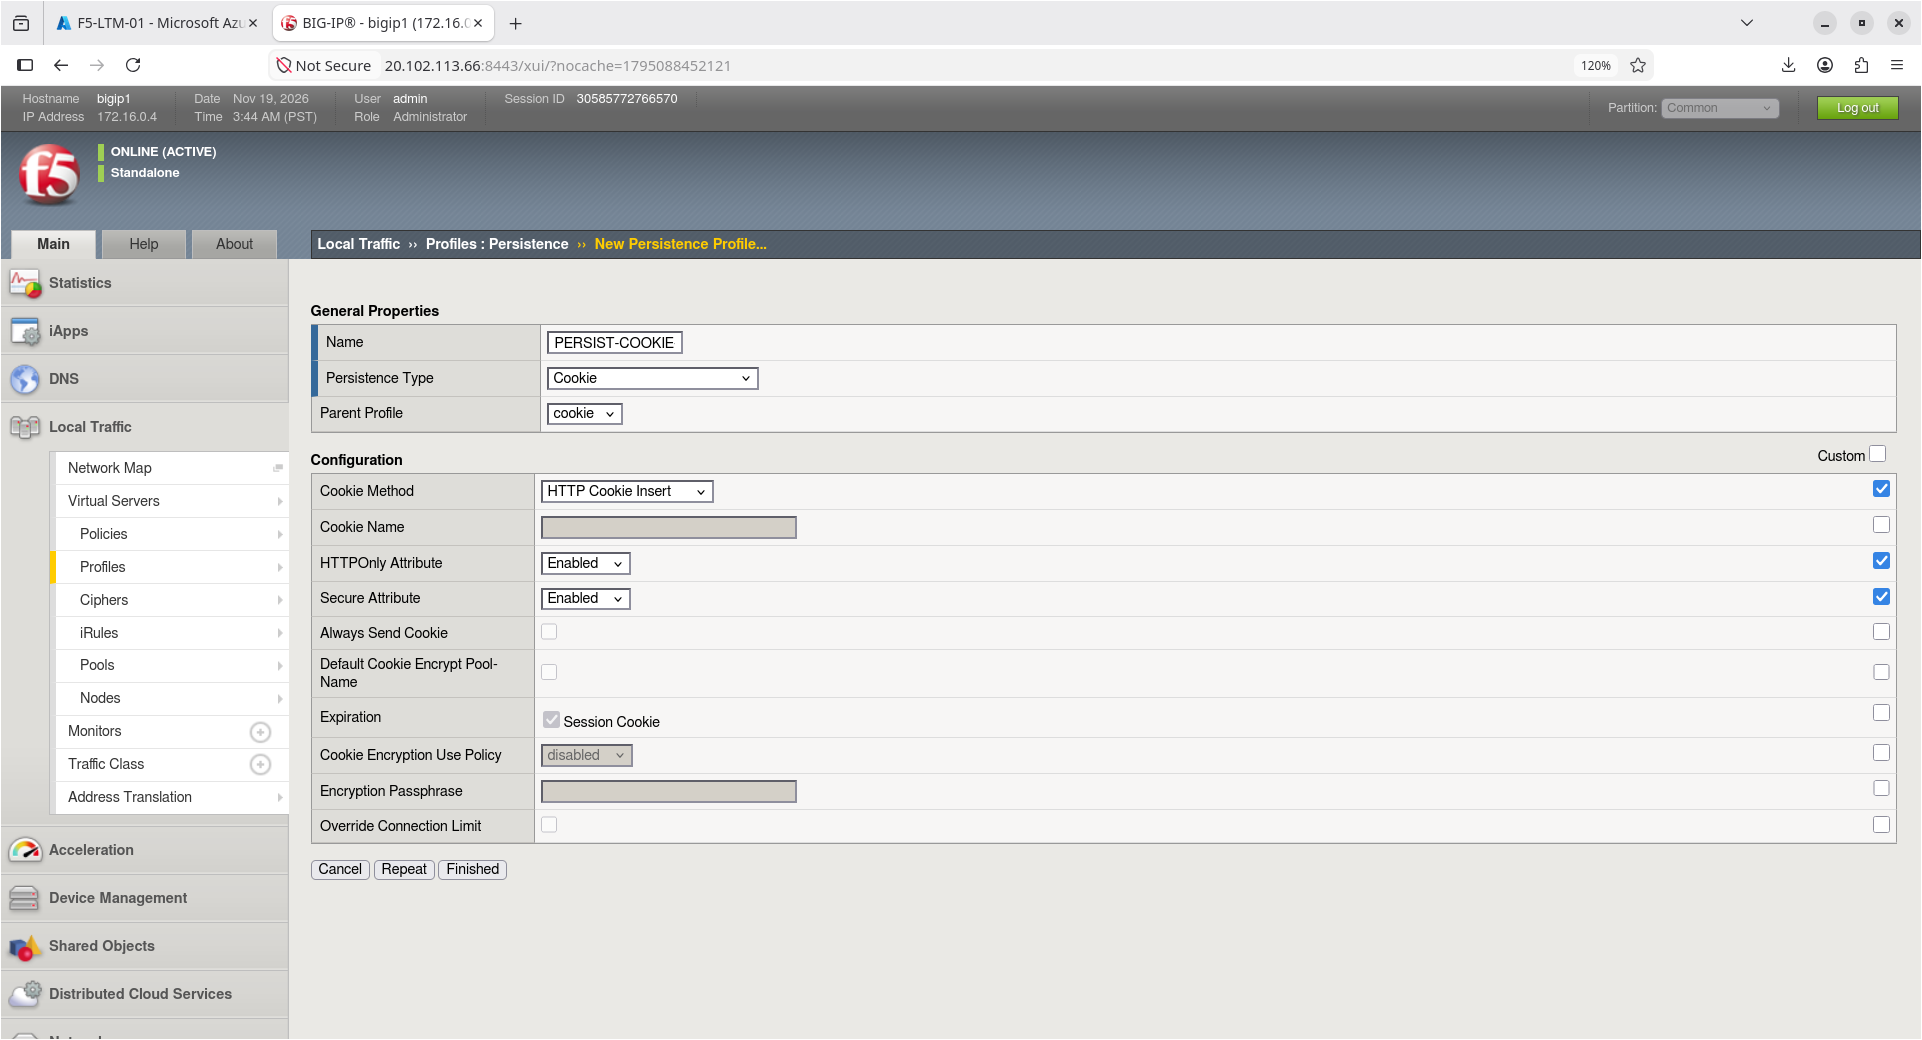 F5-LTM-01 - Microsoft Azu
BIG-IP® - bigip1 (172.16.0
Not Secure 20.102.113.66:8443/xui/?nocache=1795088452121
120%
Hostname bigip1
IP Address 172.16.0.4
Date Nov 19, 2026
Time 3:44 AM (PST)
User admin
Role Administrator
Session ID 30585772766570
Partition: Common
Log out
f5
ONLINE (ACTIVE)
Standalone
Main
Help
About
Local Traffic ›› Profiles : Persistence ›› New Persistence Profile...
Statistics
iApps
DNS
Local Traffic
Network Map
Virtual Servers
Policies
Profiles
Ciphers
iRules
Pools
Nodes
Monitors
Traffic Class
Address Translation
Acceleration
Device Management
Shared Objects
Distributed Cloud Services
General Properties
Name PERSIST-COOKIE
Persistence Type Cookie
Parent Profile cookie
Configuration
Custom
Cookie Method HTTP Cookie Insert
Cookie Name
HTTPOnly Attribute Enabled
Secure Attribute Enabled
Always Send Cookie
Default Cookie Encrypt Pool-
Name
Expiration Session Cookie
Cookie Encryption Use Policy disabled
Encryption Passphrase
Override Connection Limit
Cancel
Repeat
Finished